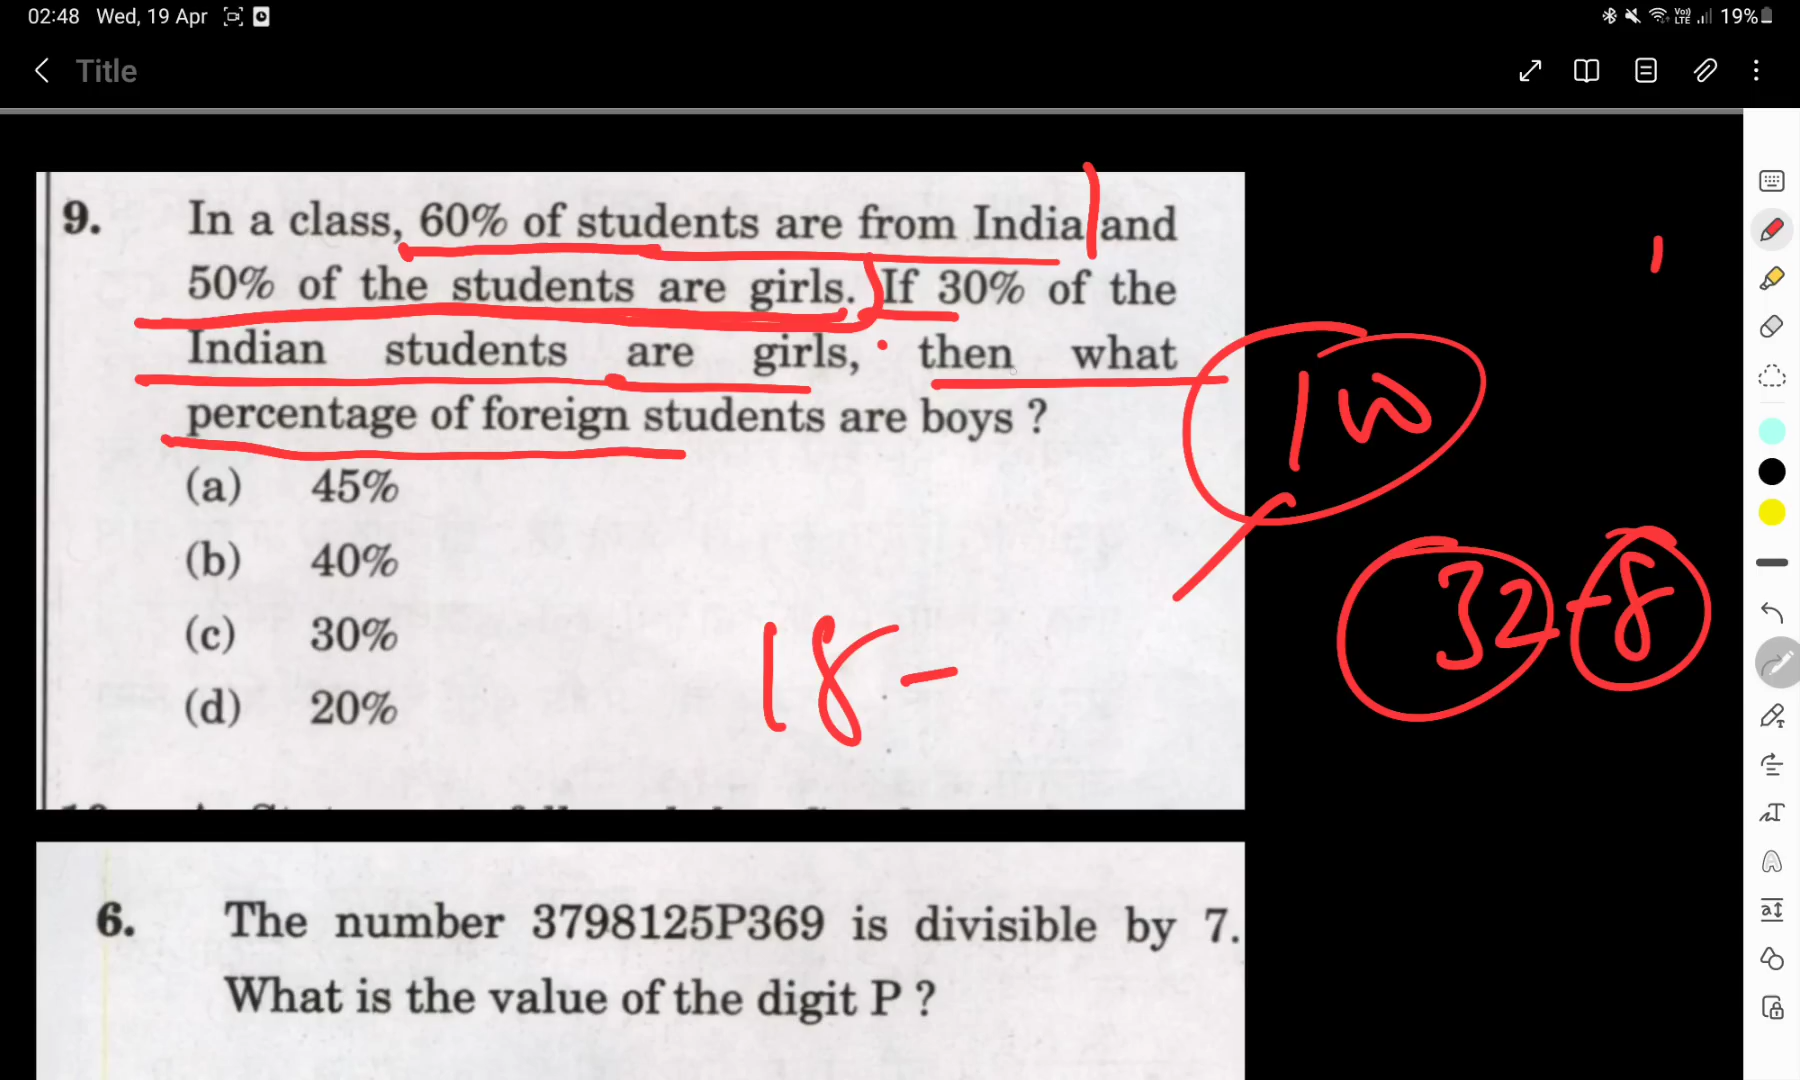 02:48 Wed, 19 Apr
19%
Title
9. In a class, 60% of students are from India and
50% of the students are girls. If 30% of the
Indian students are girls, then what
percentage of foreign students are boys ?
(a) 45%
(b) 40%
(c) 30%
(d) 20%
100
32 - 8
18 -
6. The number 3798125P369 is divisible by 7.
What is the value of the digit P ?